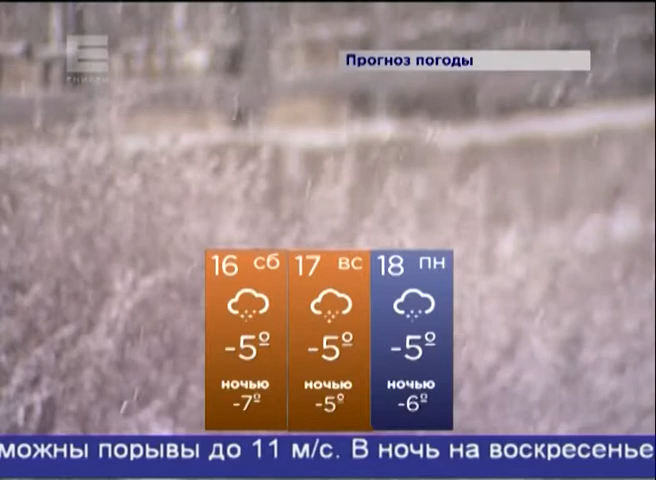 Е
ЕНИСЕЙ
Прогноз погоды
16 сб
17 вс
18 пн
-5º
-5º
-5º
ночью
ночью
ночью
-7º
-5º
-6º
можны порывы до 11 м/с. В ночь на воскресенье